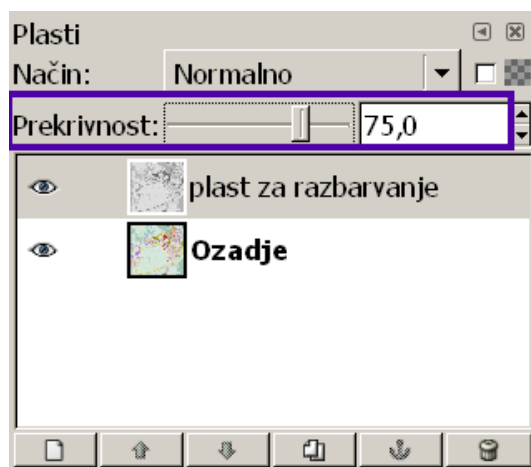 Plasti
Način: Normalno
Prekrivnost: 75,0
plast za razbarvanje
Ozadje